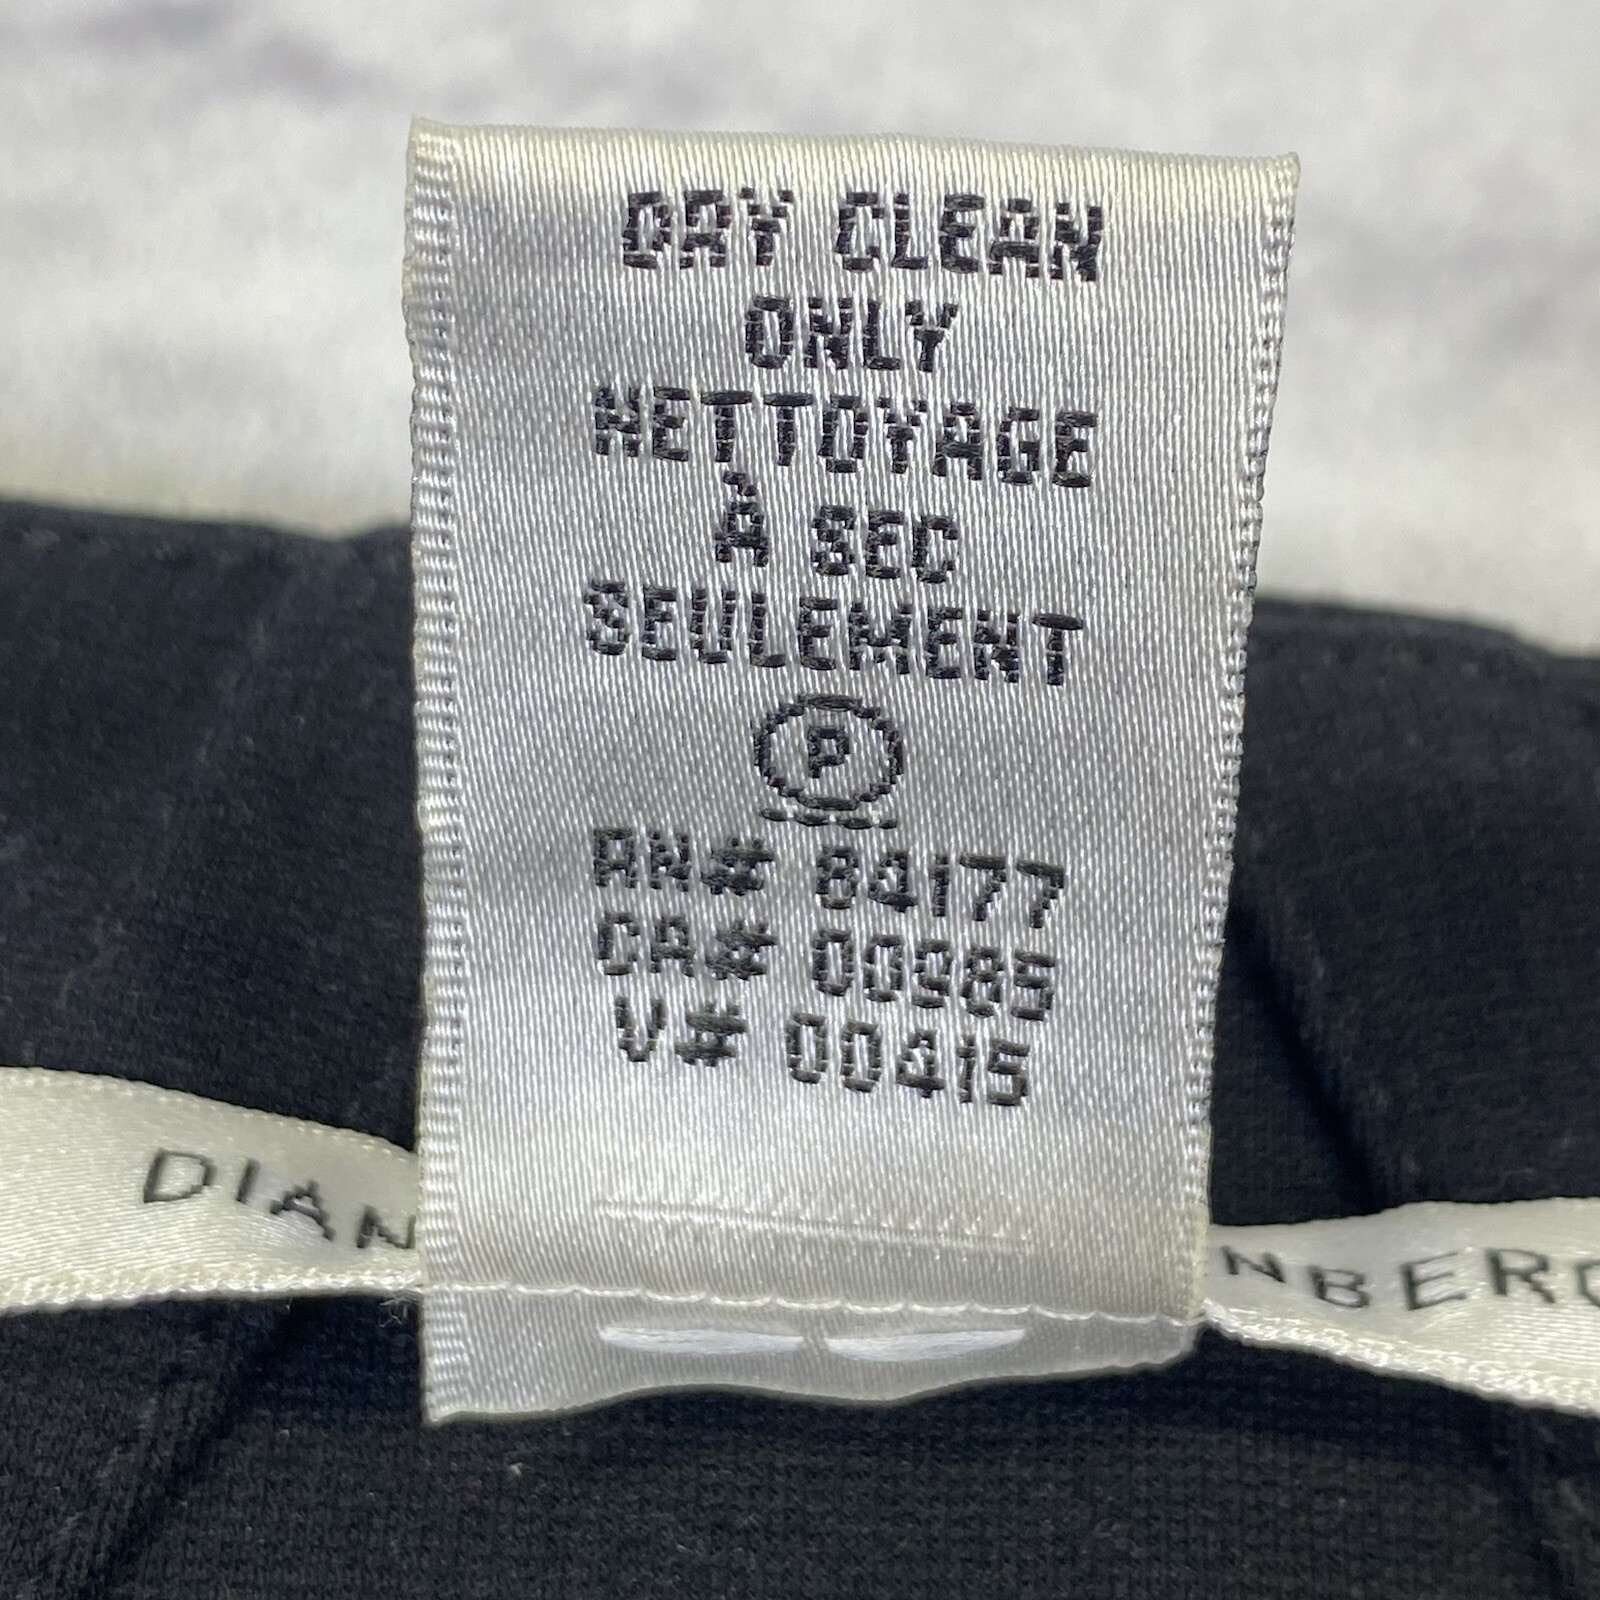 DRY CLEAN
ONLY
NETTOYAGE
À SEC
SEULEMENT
P
RN# 84177
CA# 00985
V# 00415
DIAN
NBERG